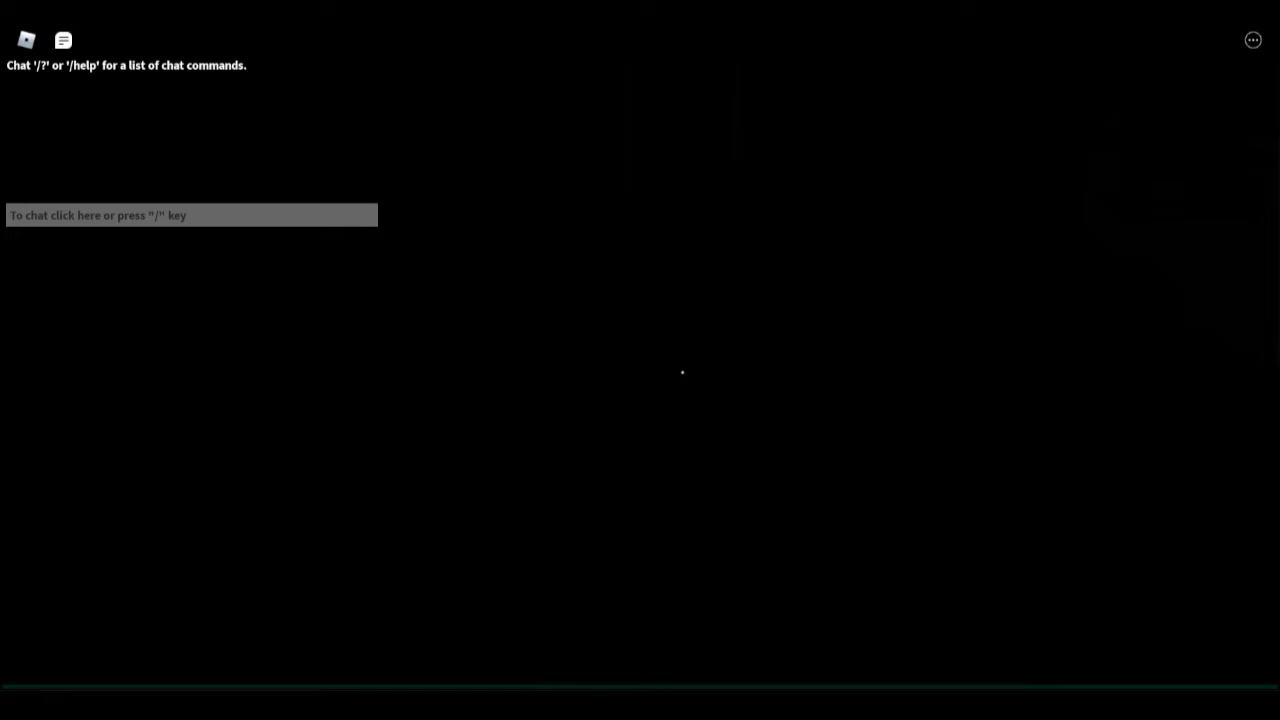 Chat '/?' or '/help' for a list of chat commands.
To chat click here or press "/" key